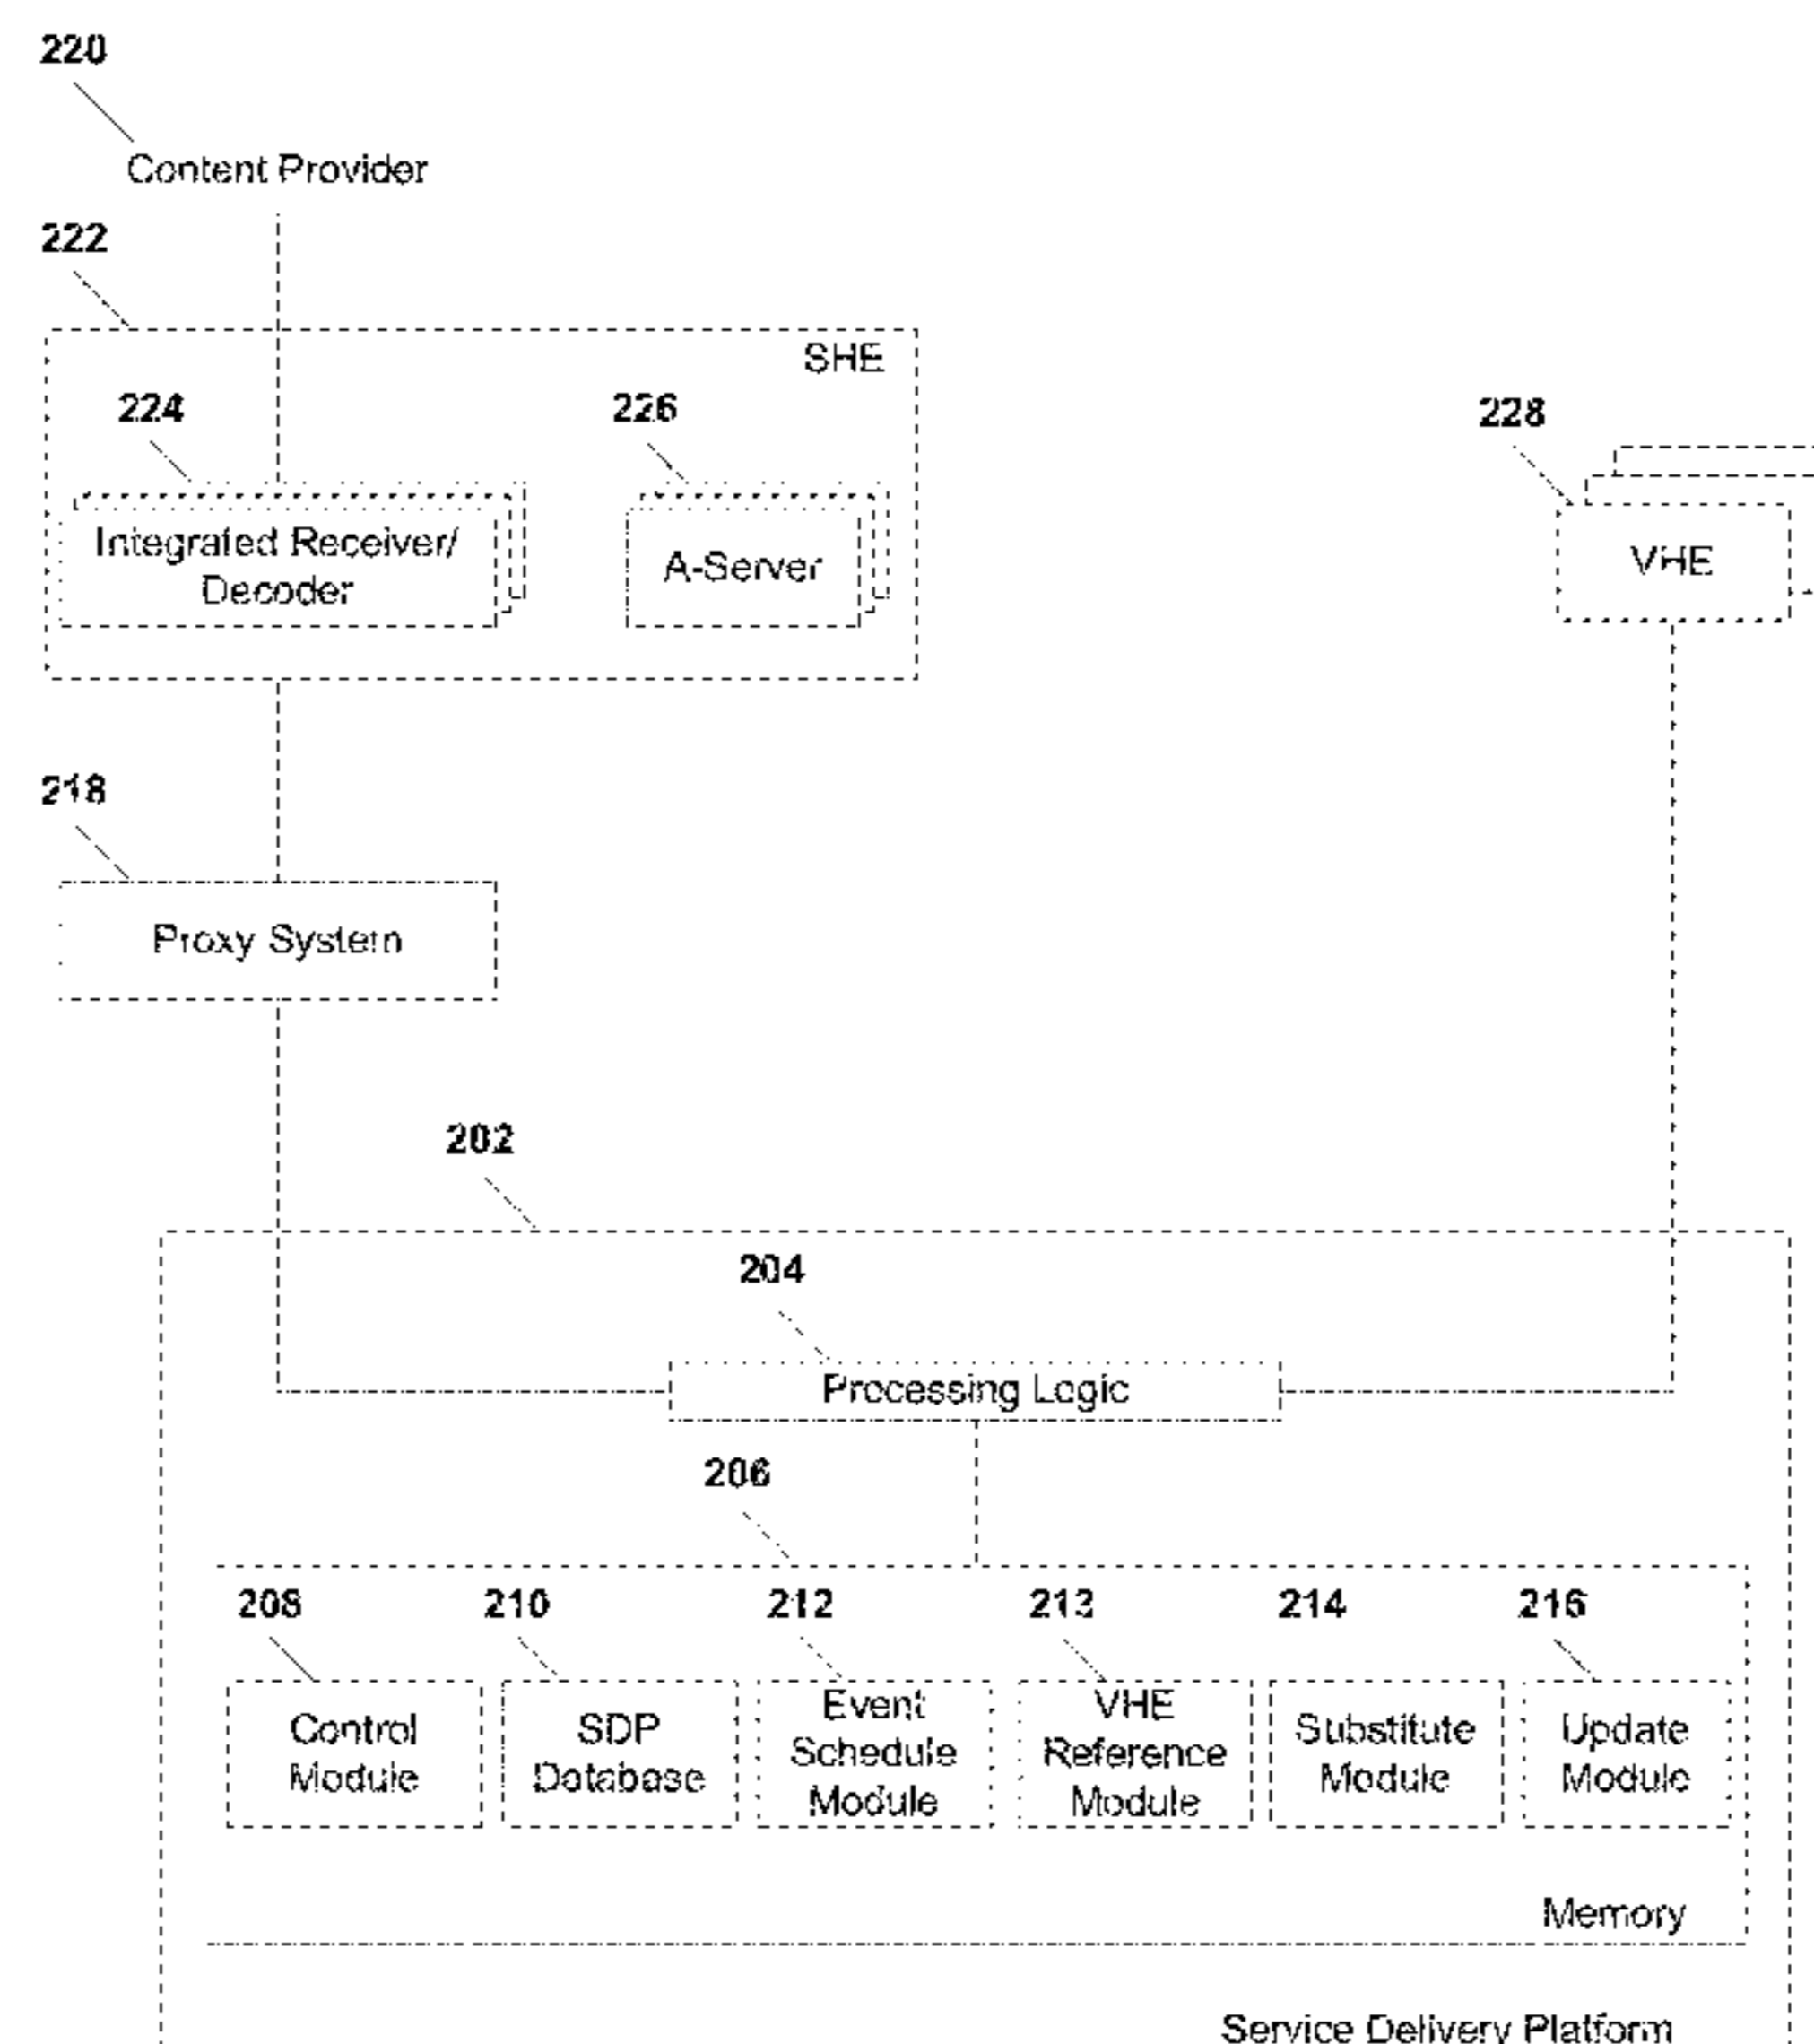 220
Content Provider
222
SHE
224
226
228
Integrated Receiver/
Decoder
A-Server
VHE
218
Proxy System
202
204
Processing Logic
206
208
210
212
213
214
216
Control
Module
SDP
Database
Event
Schedule
Module
VHE
Reference
Module
Substitute
Module
Update
Module
Memory
Service Delivery Platform